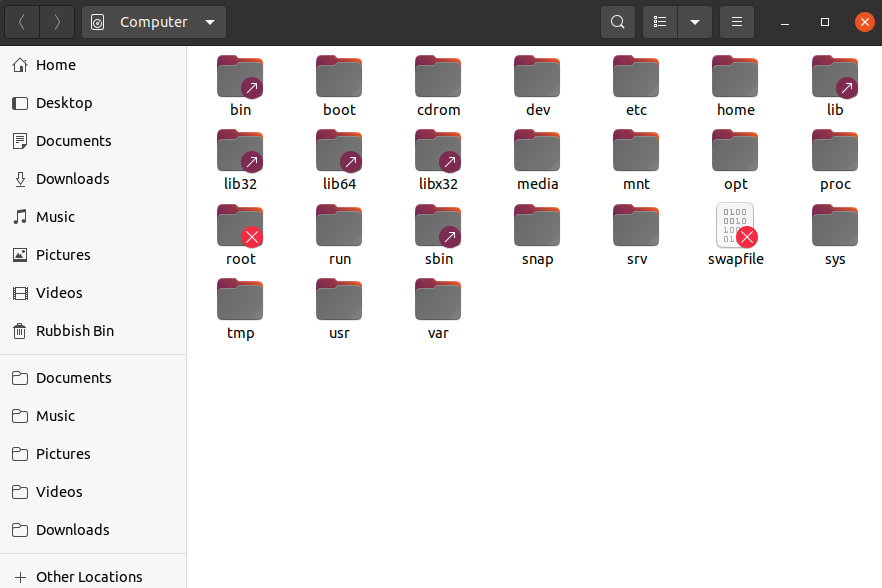 Computer
Home
Desktop
Documents
Downloads
Music
Pictures
Videos
Rubbish Bin
Documents
Music
Pictures
Videos
Downloads
Other Locations
bin boot cdrom dev etc home lib
lib32 lib64 libx32 media mnt opt proc
root run sbin snap srv swapfile sys
tmp usr var